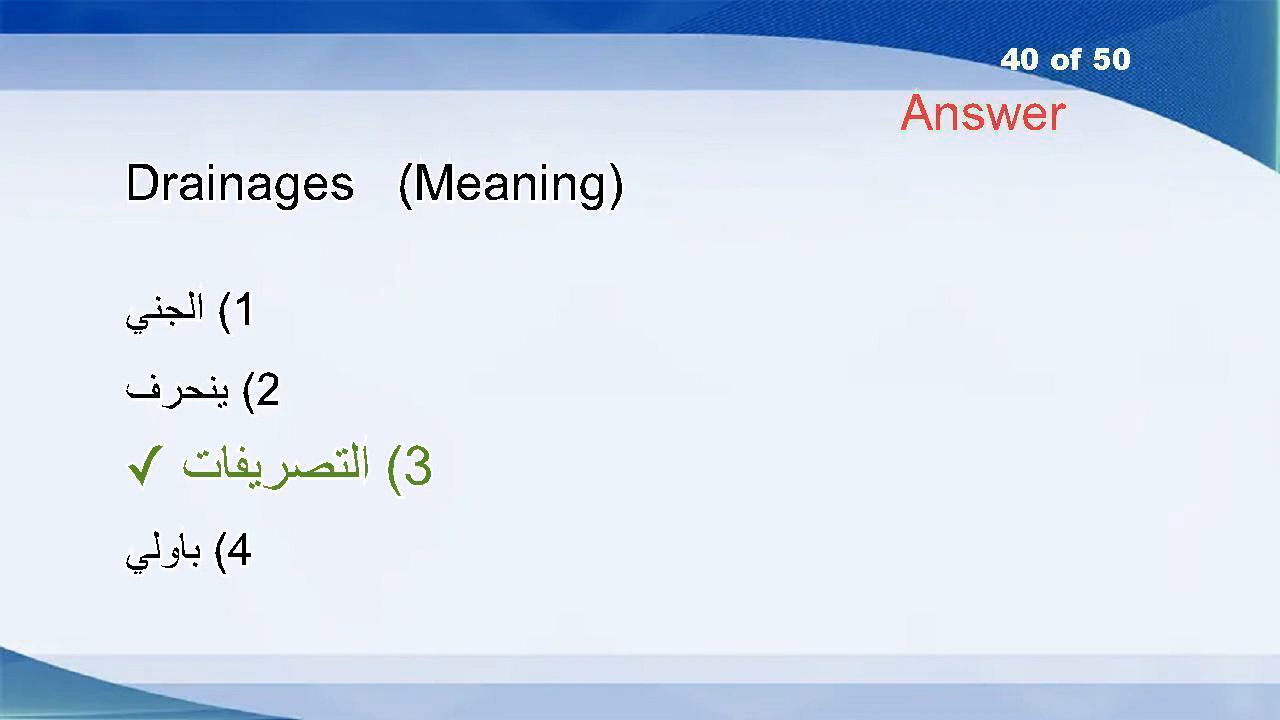 40 of 50
Answer
Drainages (Meaning)
1) الجني
2) ينحرف
3) التصريفات ✓
4) باولي